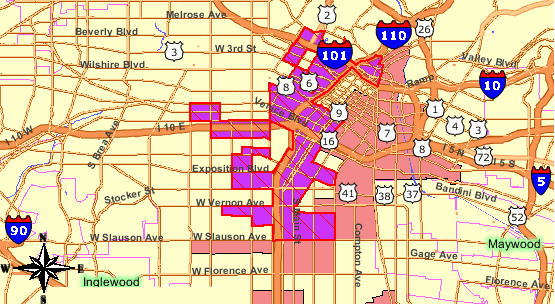 Melrose Ave
2
110
26
Beverly Blvd
3
W 3rd St
101
Valley Blvd
Wilshire Blvd.
8
6
Ramp
10
Venice Blvd
9
1
4
3
I 10 W
I 10 E
16
7
S Brea Ave
8
I 5 N
72
I 5 S
Exposition Blvd
5
Stocker St
41
38
37
Bandini Blvd
W Vernon Ave
S Main St
52
90
N
W Slauson Ave
W Slauson Ave
Maywood
Compton Ave
Gage Ave
W
E
W Florence Ave
Inglewood
Florence Ave
S